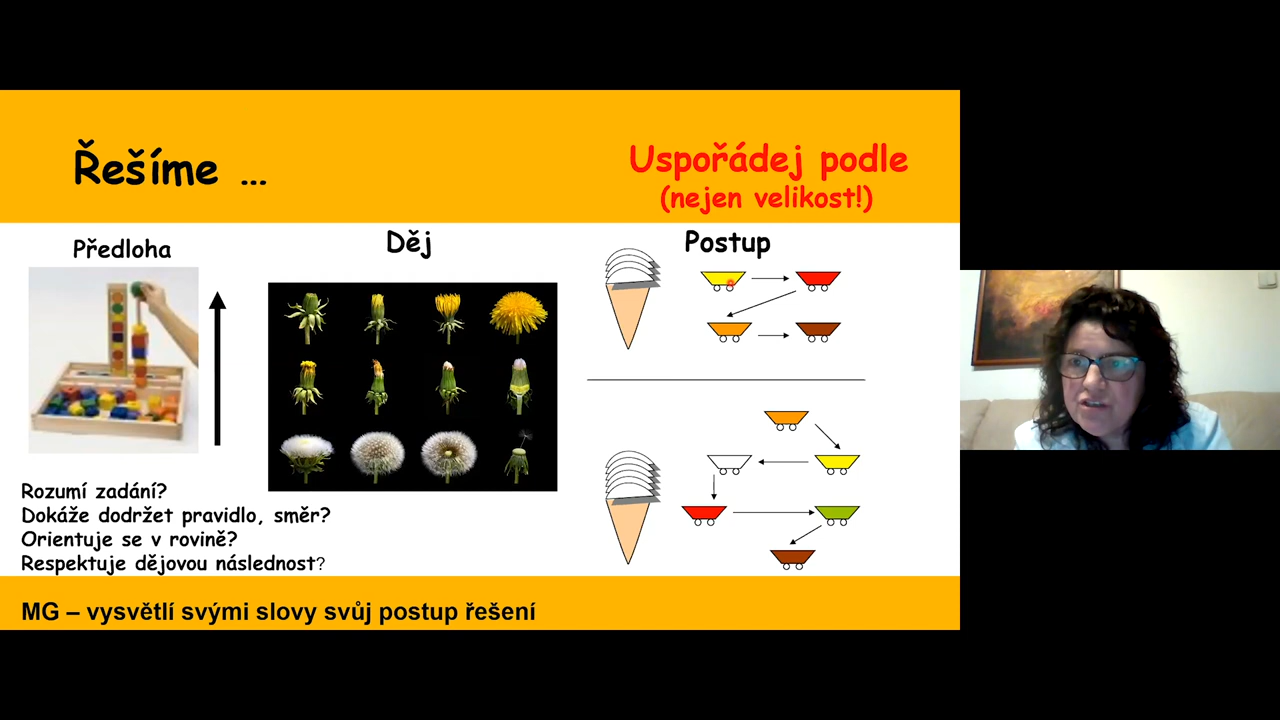 Řešíme ...
Uspořádej podle
(nejen velikost!)
Předloha
Děj
Postup
Rozumí zadání?
Dokáže dodržet pravidlo, směr?
Orientuje se v rovině?
Respektuje dějovou následnost?
MG – vysvětlí svými slovy svůj postup řešení